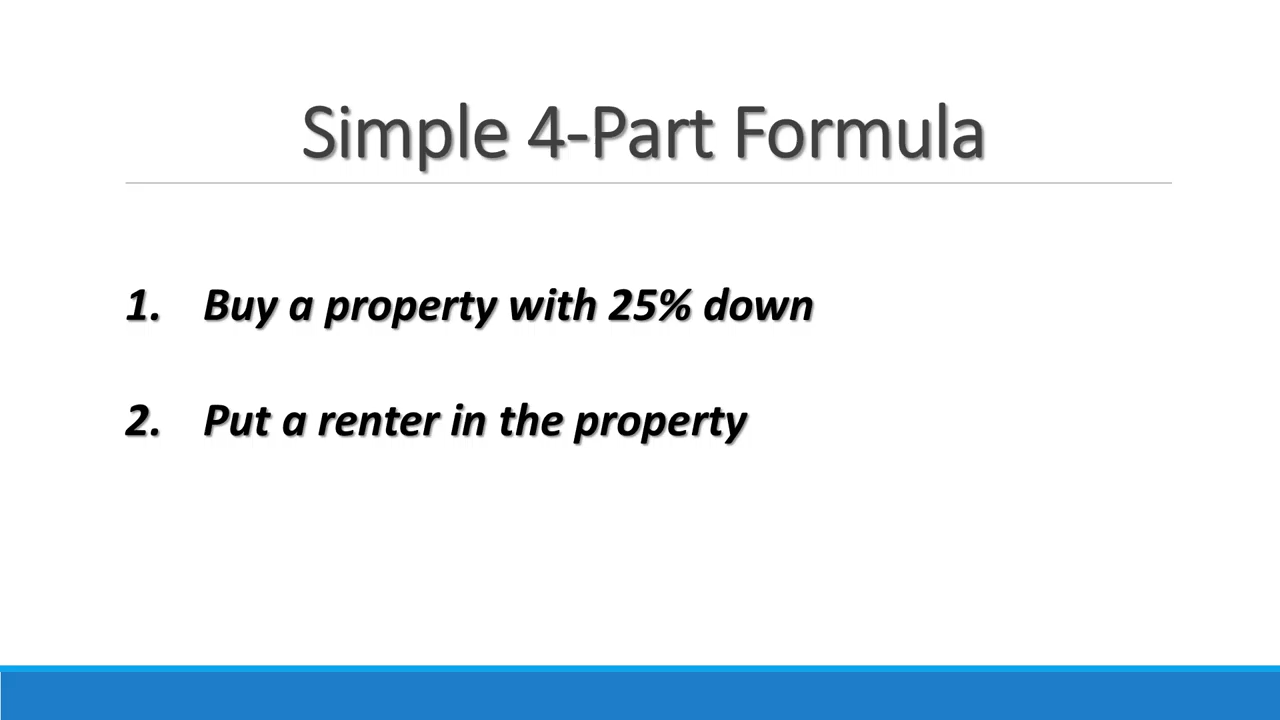 Simple 4-Part Formula
1. Buy a property with 25% down
2. Put a renter in the property